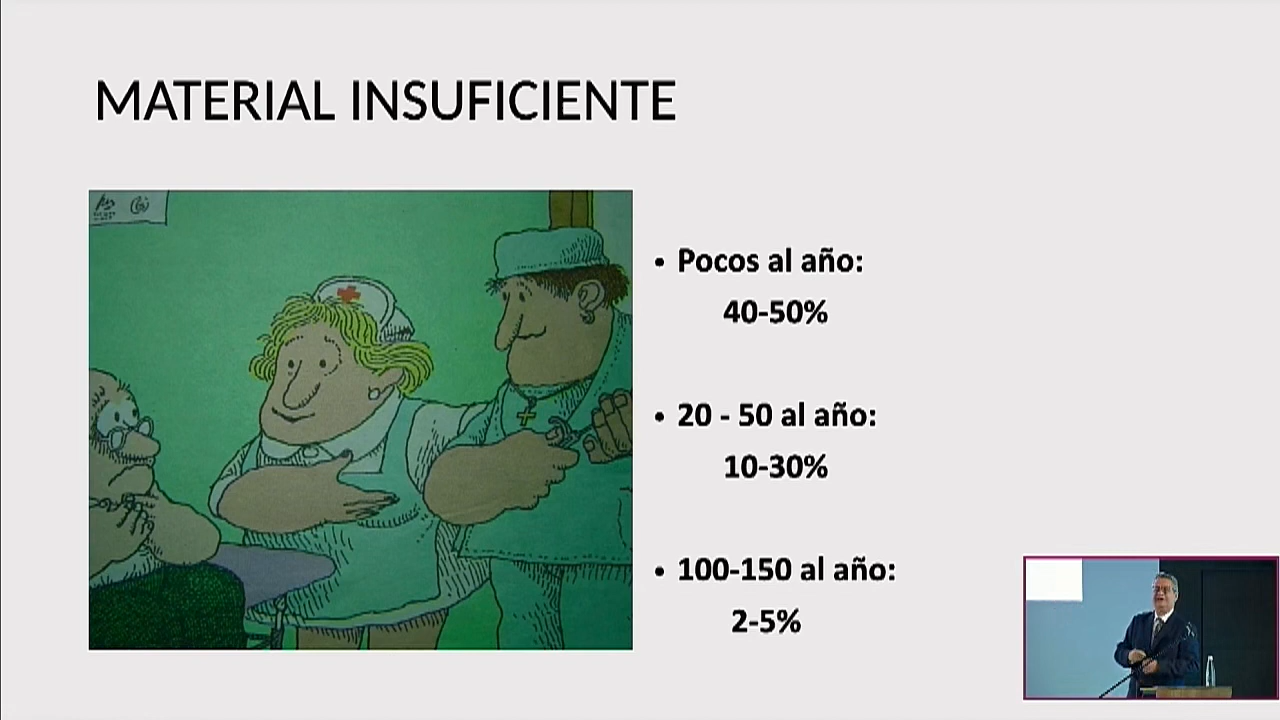 MATERIAL INSUFICIENTE
• Pocos al año:
40-50%
• 20 - 50 al año:
10-30%
• 100-150 al año:
2-5%